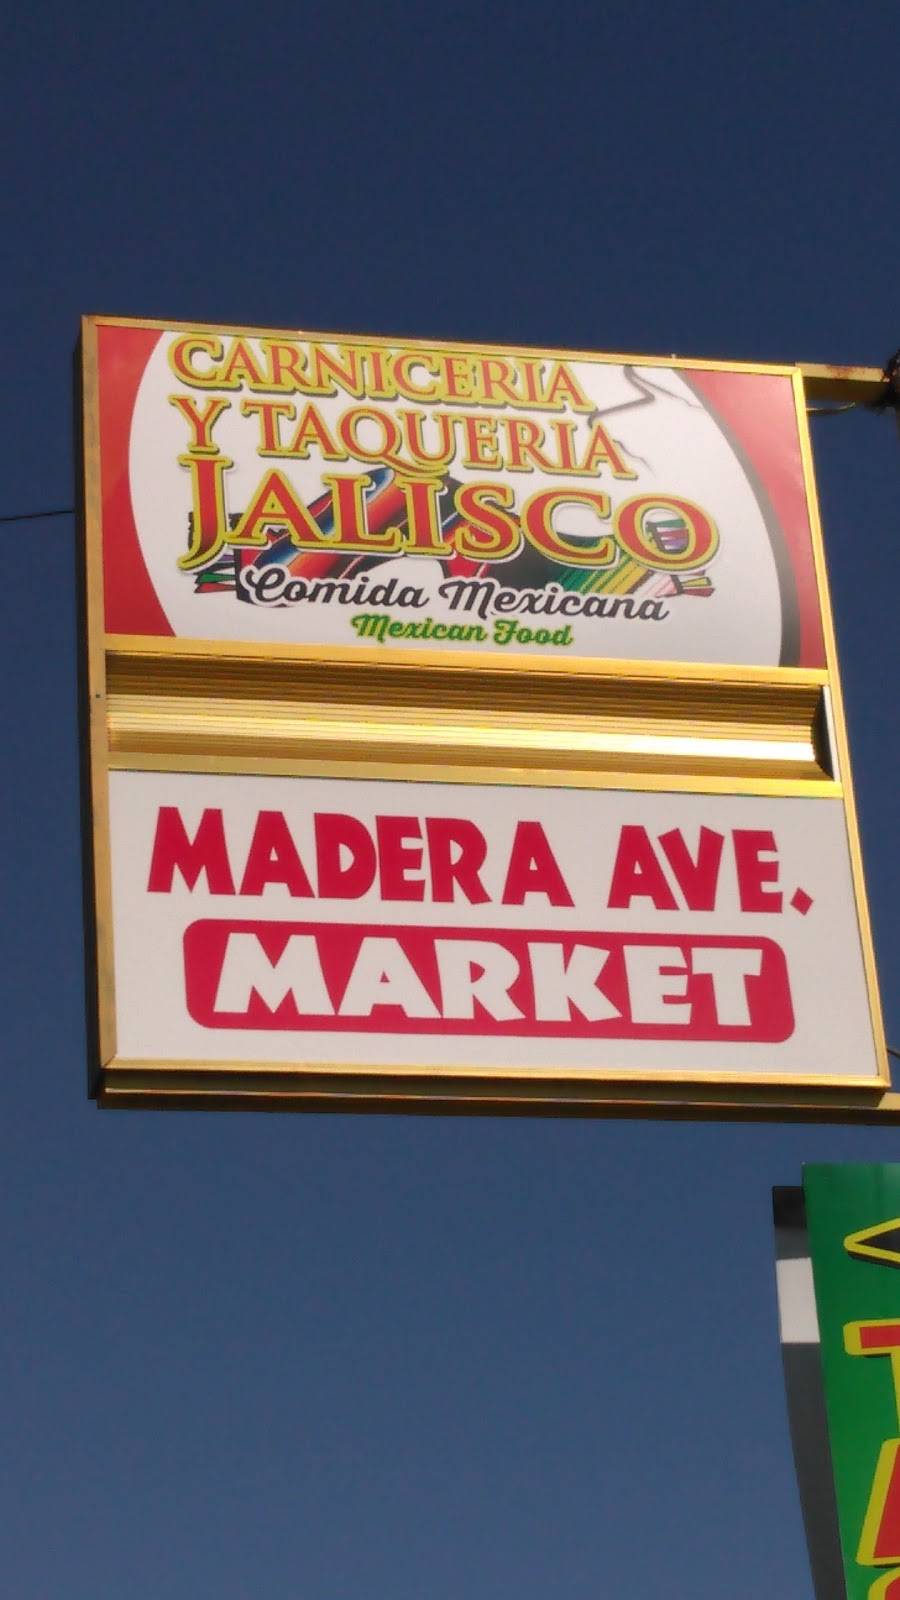 CARNICERIA
Y TAQUERIA
JALISCO
Comida Mexicana
Mexican Food
MADERA AVE.
MARKET